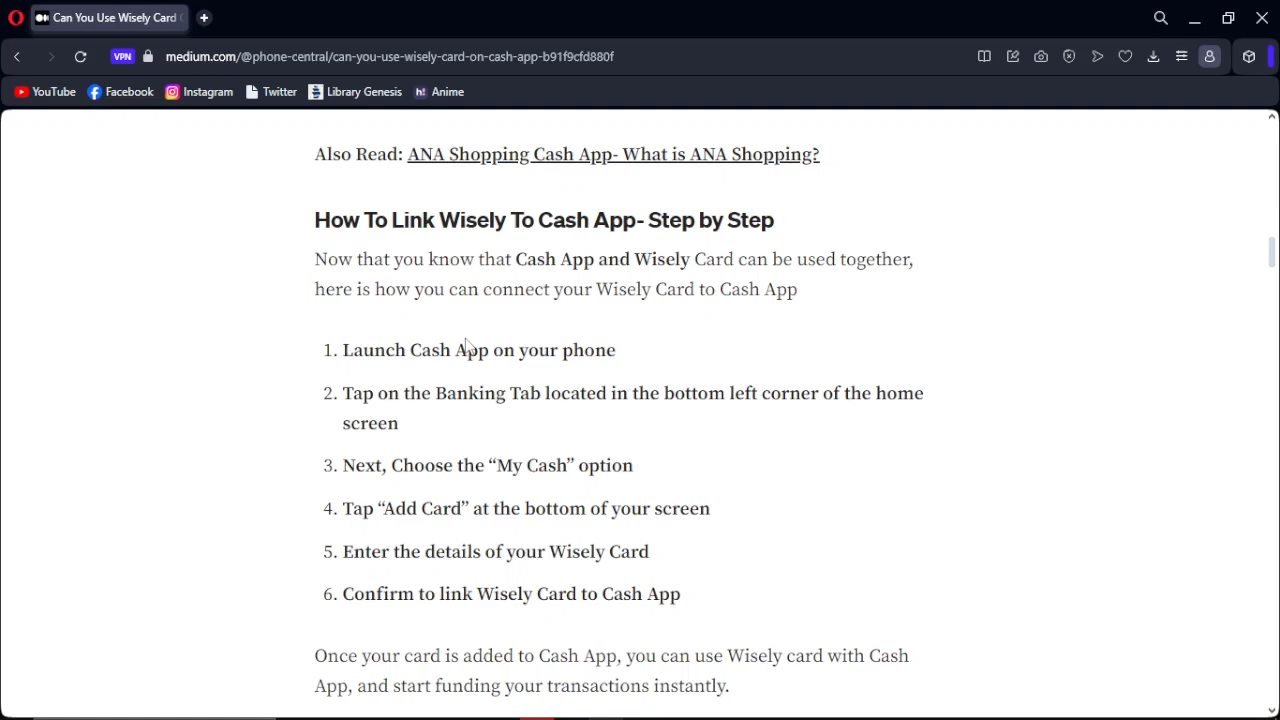 Can You Use Wisely Card
VPN
medium.com/@phone-central/can-you-use-wisely-card-on-cash-app-b91f9cfd880f
YouTube Facebook Instagram Twitter Library Genesis h! Anime
Also Read: ANA Shopping Cash App- What is ANA Shopping?
How To Link Wisely To Cash App- Step by Step
Now that you know that Cash App and Wisely Card can be used together,
here is how you can connect your Wisely Card to Cash App
1. Launch Cash App on your phone
2. Tap on the Banking Tab located in the bottom left corner of the home
screen
3. Next, Choose the “My Cash” option
4. Tap “Add Card” at the bottom of your screen
5. Enter the details of your Wisely Card
6. Confirm to link Wisely Card to Cash App
Once your card is added to Cash App, you can use Wisely card with Cash
App, and start funding your transactions instantly.